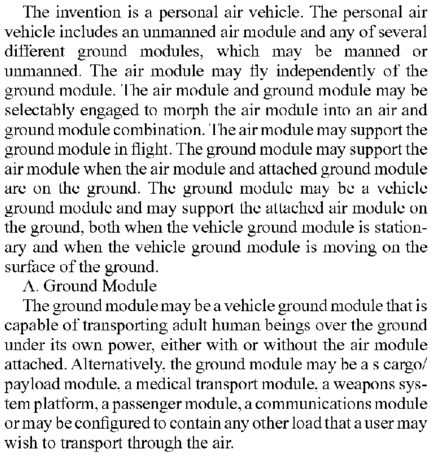 The invention is a personal air vehicle. The personal air
vehicle includes an unmanned air module and any of several
different ground modules, which may be manned or
unmanned. The air module may fly independently of the
ground module. The air module and ground module may be
selectably engaged to morph the air module into an air and
ground module combination. The air module may support the
ground module in flight. The ground module may support the
air module when the air module and attached ground module
are on the ground. The ground module may be a vehicle
ground module and may support the attached air module on
the ground, both when the vehicle ground module is station-
ary and when the vehicle ground module is moving on the
surface of the ground.
A. Ground Module
The ground module may be a vehicle ground module that is
capable of transporting adult human beings over the ground
under its own power, either with or without the air module
attached. Alternatively, the ground module may be a s cargo/
payload module, a medical transport module, a weapons sys-
tem platform, a passenger module, a communications module
or may be configured to contain any other load that a user may
wish to transport through the air.